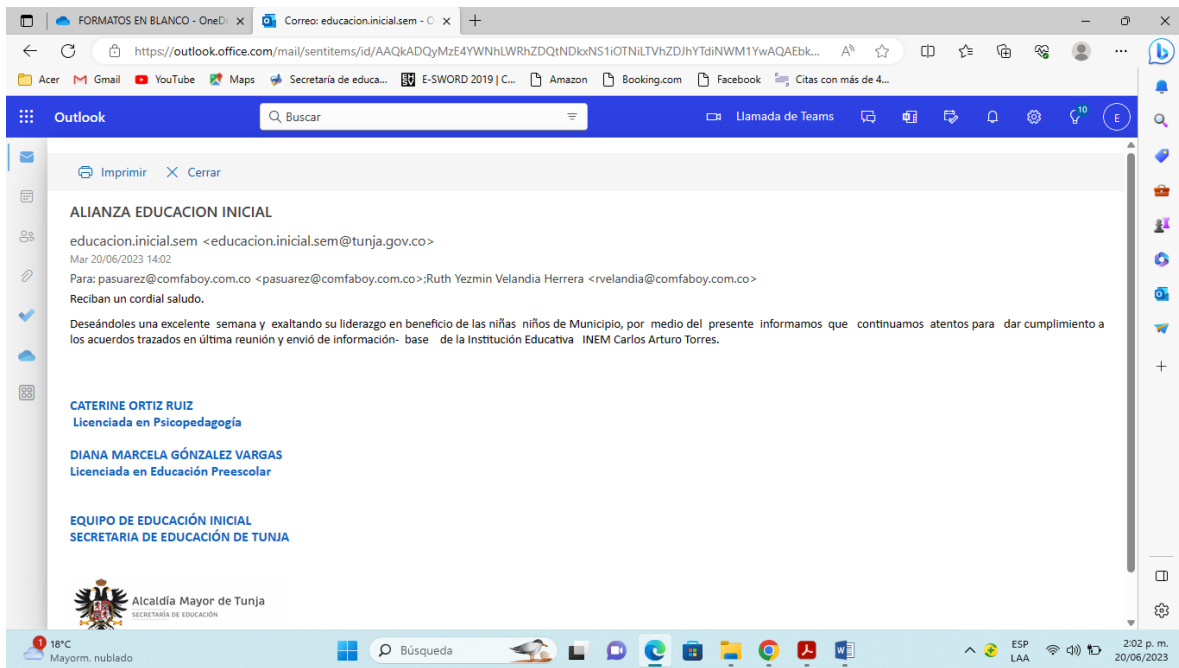 FORMATOS EN BLANCO - OneDr
Correo: educacion.inicial.sem - O
https://outlook.office.com/mail/sentitems/id/AAQkADQyMzE4YWNhLWRhZDQtNDkxNS1iOTNiLTVhZDJhYTdiNWM1YwAQAEbk...
Acer Gmail YouTube Maps Secretaría de educa... E-SWORD 2019 | C... Amazon Booking.com Facebook Citas con más de 4...
Outlook Buscar Llamada de Teams 10 E
Imprimir Cerrar
ALIANZA EDUCACION INICIAL
educacion.inicial.sem <educacion.inicial.sem@tunja.gov.co>
Mar 20/06/2023 14:02
Para: pasuarez@comfaboy.com.co <pasuarez@comfaboy.com.co>;Ruth Yezmin Velandia Herrera <rvelandia@comfaboy.com.co>
Reciban un cordial saludo.
Deseándoles una excelente semana y exaltando su liderazgo en beneficio de las niñas niños de Municipio, por medio del presente informamos que continuamos atentos para dar cumplimiento a
los acuerdos trazados en última reunión y envió de información- base de la Institución Educativa INEM Carlos Arturo Torres.
CATERINE ORTIZ RUIZ
Licenciada en Psicopedagogía
DIANA MARCELA GÓNZALEZ VARGAS
Licenciada en Educación Preescolar
EQUIPO DE EDUCACIÓN INICIAL
SECRETARIA DE EDUCACIÓN DE TUNJA
Alcaldía Mayor de Tunja
SECRETARÍA DE EDUCACIÓN
1 18°C
Mayorm. nublado
Búsqueda
ESP
LAA
2:02 p. m.
20/06/2023